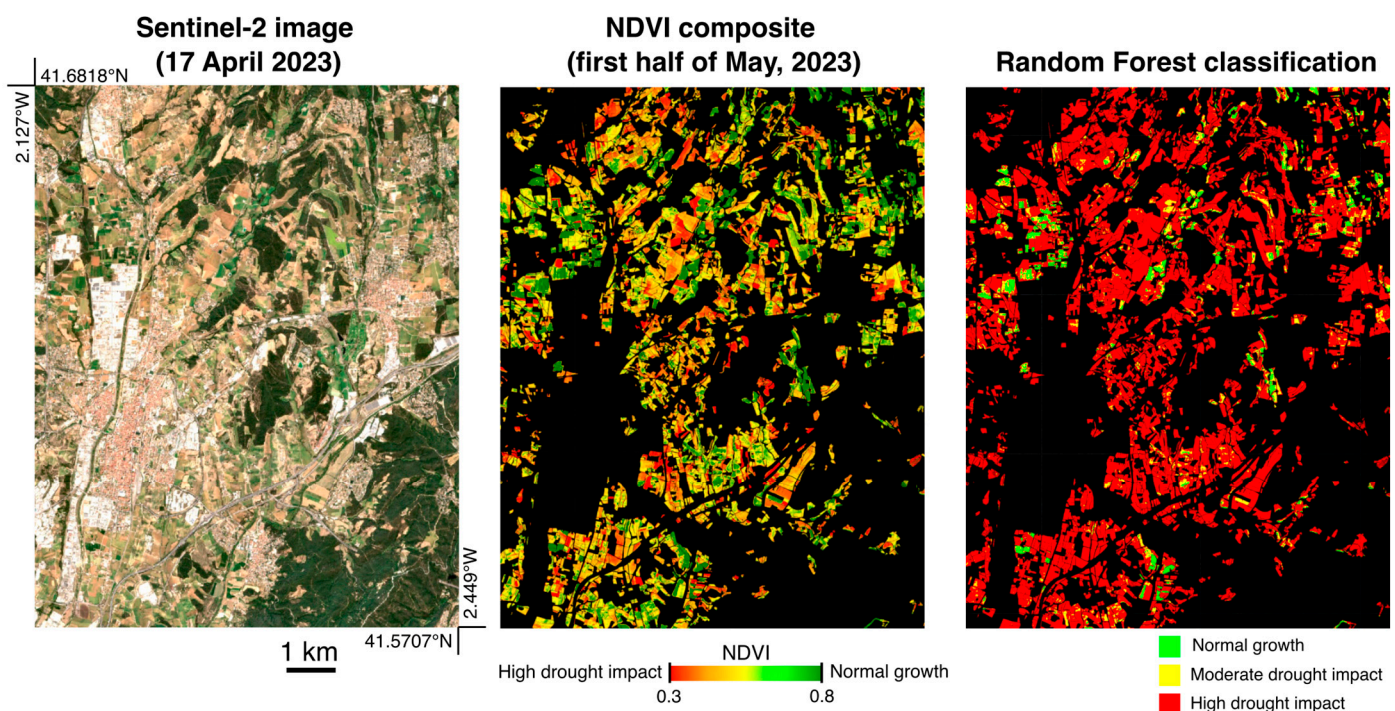 Sentinel-2 image
(17 April 2023)
NDVI composite
(first half of May, 2023)
Random Forest classification
41.6818°N
2.127°W
2.449°W
41.5707°N
1 km
NDVI
High drought impact
Normal growth
0.3
0.8
Normal growth
Moderate drought impact
High drought impact